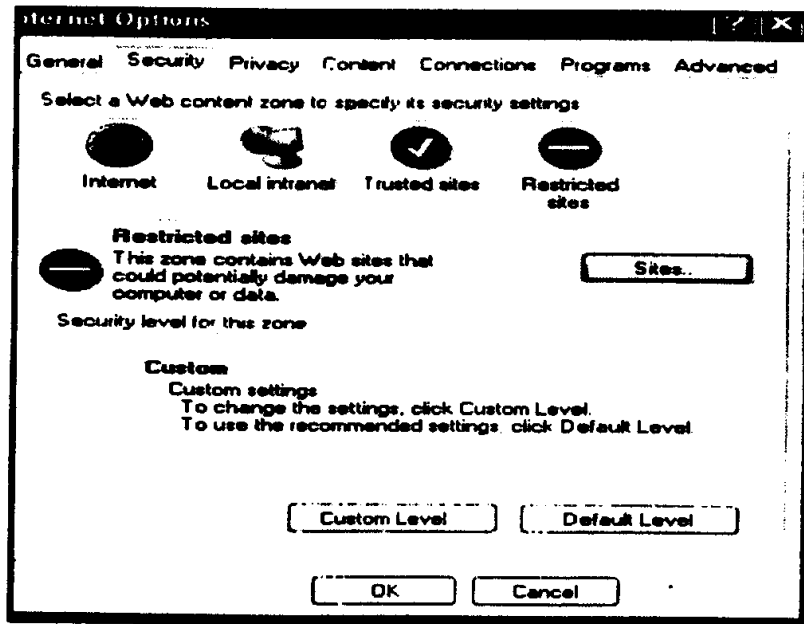 nternet Options
General Security Privacy Content Connections Programs Advanced
Select a Web content zone to specify its security settings
Internet Local intranet Trusted sites Restricted sites
Restricted sites
This zone contains Web sites that
could potentially damage your
computer or data.
Sites..
Security level for this zone
Custom
Custom settings
To change the settings, click Custom Level.
To use the recommended settings, click Default Level.
Custom Level Default Level
OK Cancel